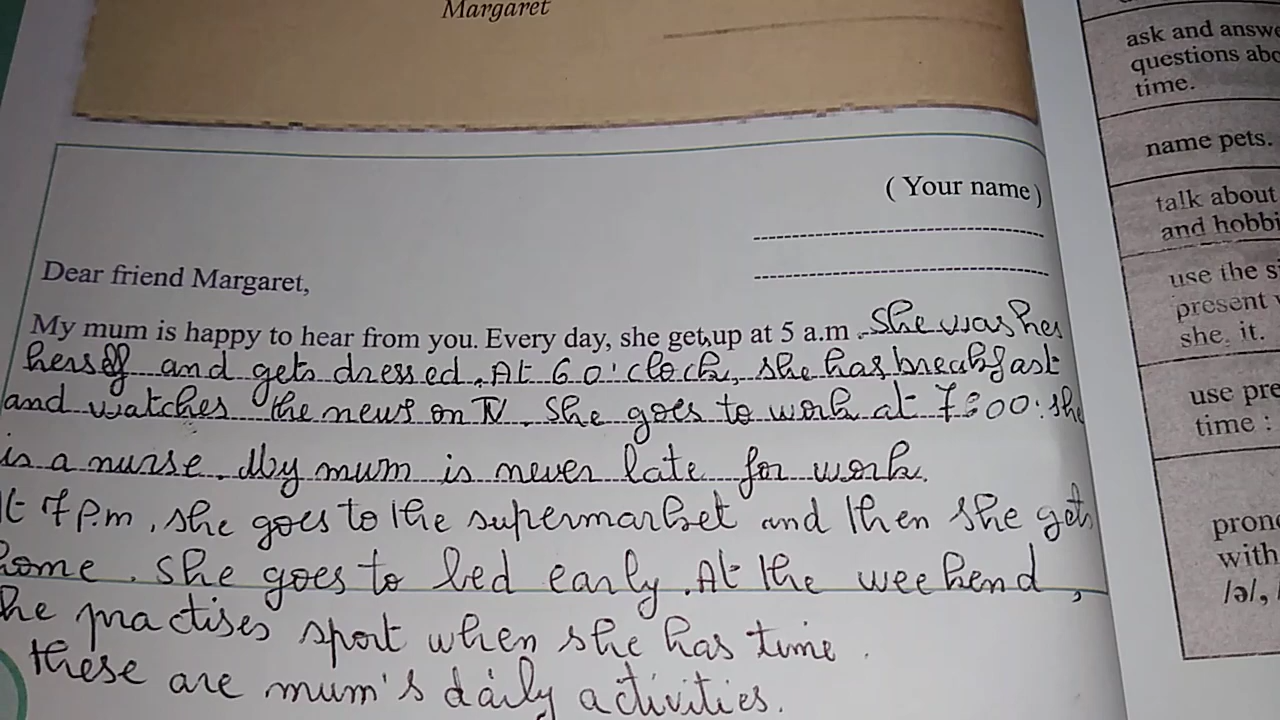 Margaret
( Your name )
Dear friend Margaret,
My mum is happy to hear from you. Every day, she gets up at 5 a.m. She washes
herself and gets dressed. At 6 o'clock, she has breakfast
and watches the news on TV. She goes to work at 7:00. she
is a nurse. My mum is never late for work.
At 7 p.m, she goes to the supermarket and then she gets
home. she goes to bed early. At the weekend,
she practises sport when she has time.
these are mum's daily activities.
ask and answe
questions abo
time.
name pets.
talk about
and hobbi
use the si
present
she. it.
use pre
time :
pron
with
/ə/,